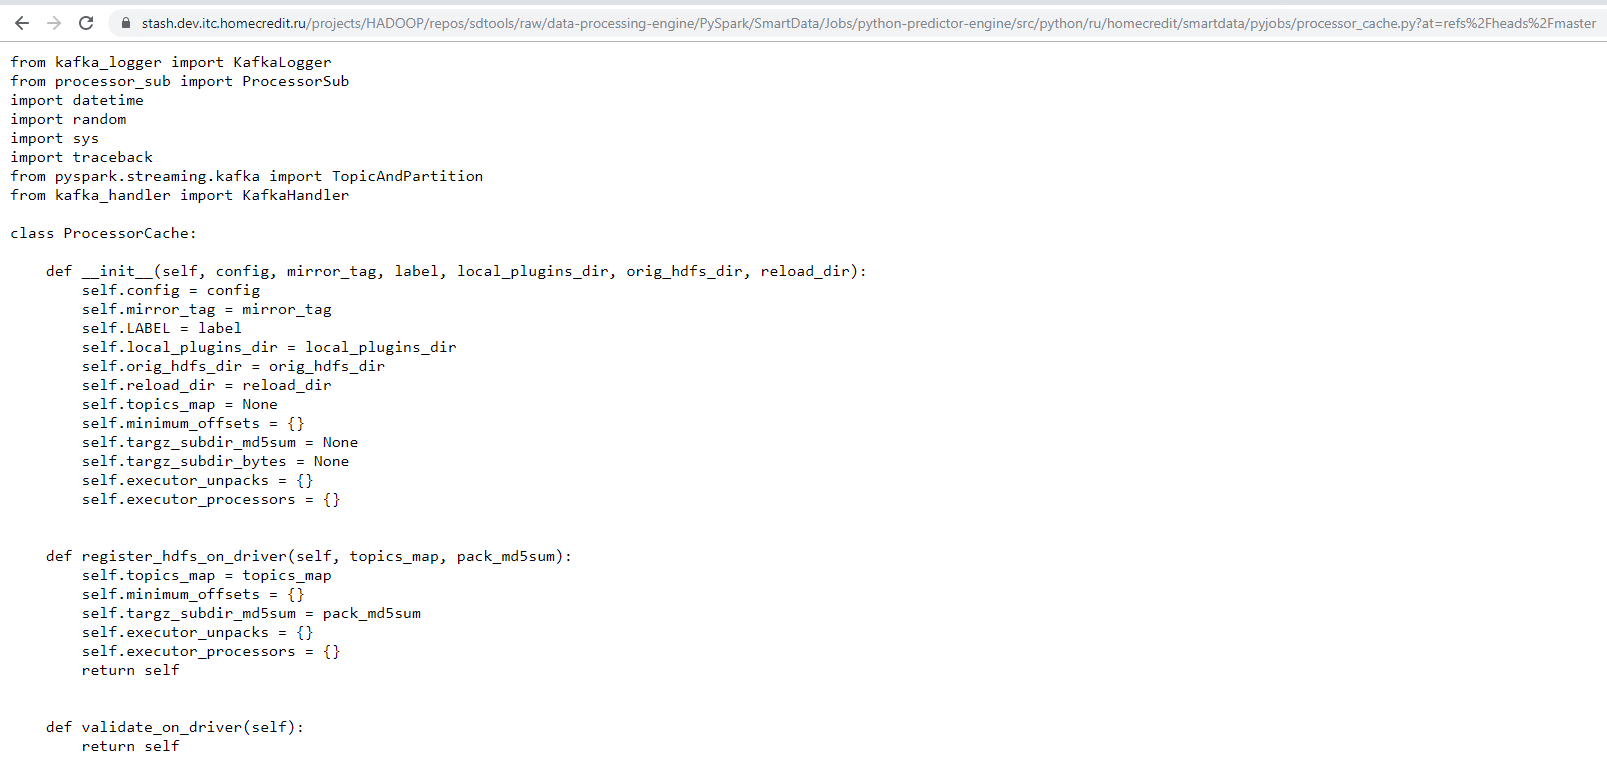 stash.dev.itc.homecredit.ru/projects/HADOOP/repos/sdtools/raw/data-processing-engine/PySpark/SmartData/Jobs/python-predictor-engine/src/python/ru/homecredit/smartdata/pyjobs/processor_cache.py?at=refs%2Fheads%2Fmaster
from kafka_logger import KafkaLogger
from processor_sub import ProcessorSub
import datetime
import random
import sys
import traceback
from pyspark.streaming.kafka import TopicAndPartition
from kafka_handler import KafkaHandler
class ProcessorCache:
    def __init__(self, config, mirror_tag, label, local_plugins_dir, orig_hdfs_dir, reload_dir):
        self.config = config
        self.mirror_tag = mirror_tag
        self.LABEL = label
        self.local_plugins_dir = local_plugins_dir
        self.orig_hdfs_dir = orig_hdfs_dir
        self.reload_dir = reload_dir
        self.topics_map = None
        self.minimum_offsets = {}
        self.targz_subdir_md5sum = None
        self.targz_subdir_bytes = None
        self.executor_unpacks = {}
        self.executor_processors = {}
    def register_hdfs_on_driver(self, topics_map, pack_md5sum):
        self.topics_map = topics_map
        self.minimum_offsets = {}
        self.targz_subdir_md5sum = pack_md5sum
        self.executor_unpacks = {}
        self.executor_processors = {}
        return self
    def validate_on_driver(self):
        return self